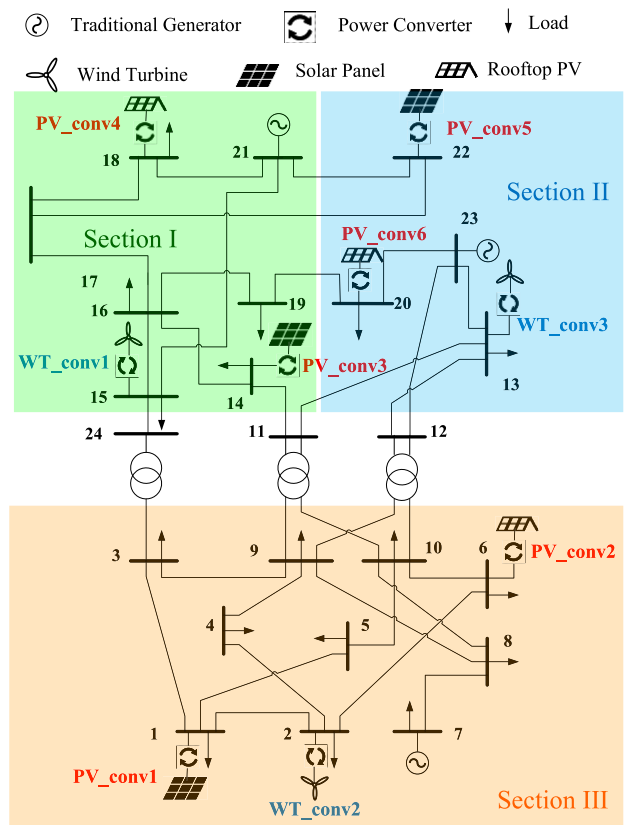 Traditional Generator
Power Converter
Load
Wind Turbine
Solar Panel
Rooftop PV
PV_conv4
PV_conv5
18
21
22
Section II
23
Section I
PV_conv6
17
16
19
20
WT_conv1
PV_conv3
WT_conv3
13
15
14
24
11
12
3
9
10
6
PV_conv2
4
5
8
1
2
7
PV_conv1
WT_conv2
Section III